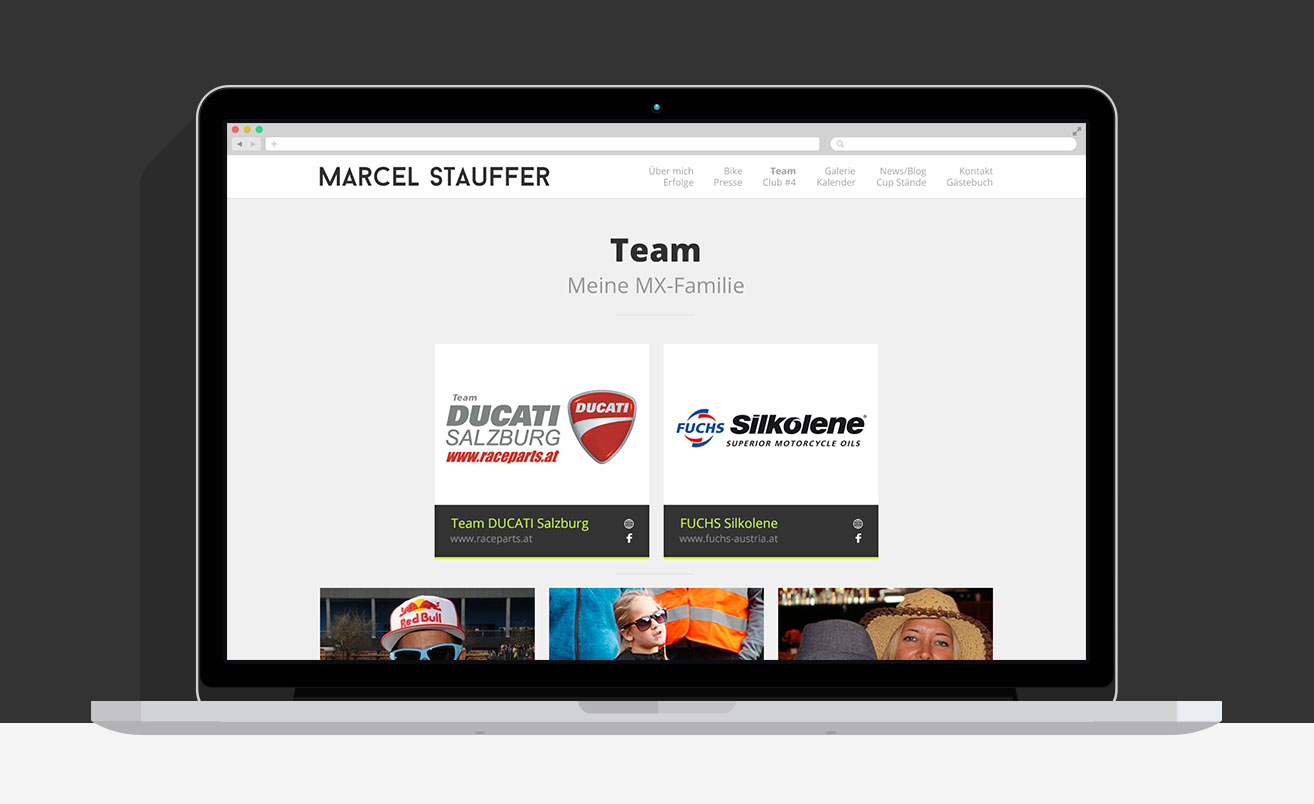 MARCEL STAUFFER
Über mich
Erfolge
Bike
Presse
Team
Club #4
Galerie
Kalender
News/Blog
Cup Stände
Kontakt
Gästebuch
Team
Meine MX-Familie
Team
DUCATI
SALZBURG
www.raceparts.at
DUCATI
FUCHS
Silkolene®
SUPERIOR MOTORCYCLE OILS
Team DUCATI Salzburg
www.raceparts.at
FUCHS Silkolene
www.fuchs-austria.at
Red Bull